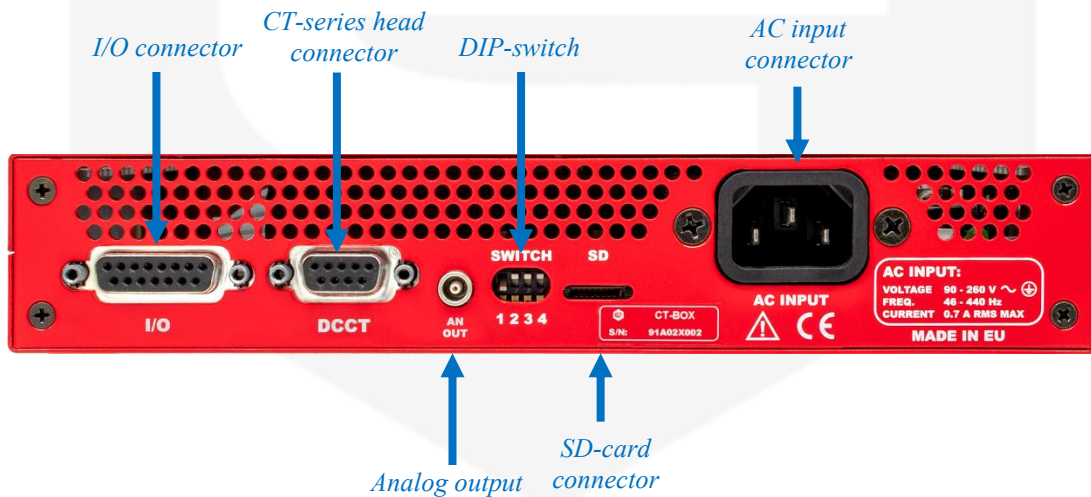 I/O connector
CT-series head
connector
DIP-switch
AC input
connector
SWITCH
SD
I/O
DCCT
AN
OUT
1 2 3 4
CT-BOX
S/N: 91A02X002
AC INPUT
CE
AC INPUT:
VOLTAGE 90 - 260 V ~
FREQ. 46 - 440 Hz
CURRENT 0.7 A RMS MAX
MADE IN EU
Analog output
SD-card
connector